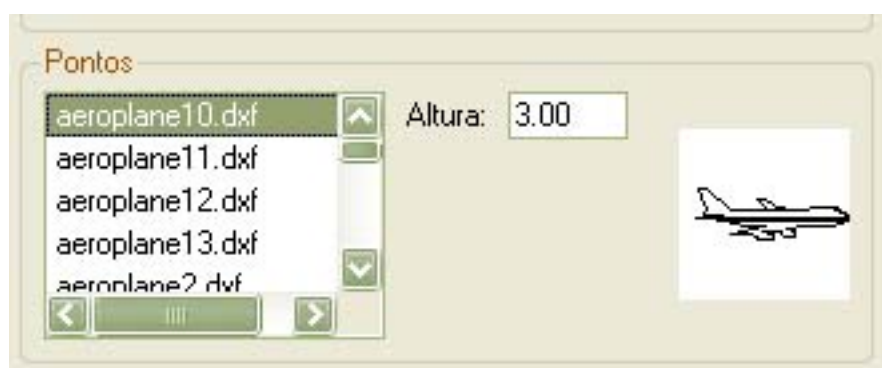 Pontos
aeroplane10.dxf
Altura: 3.00
aeroplane11.dxf
aeroplane12.dxf
aeroplane13.dxf
aeroplane2.dxf